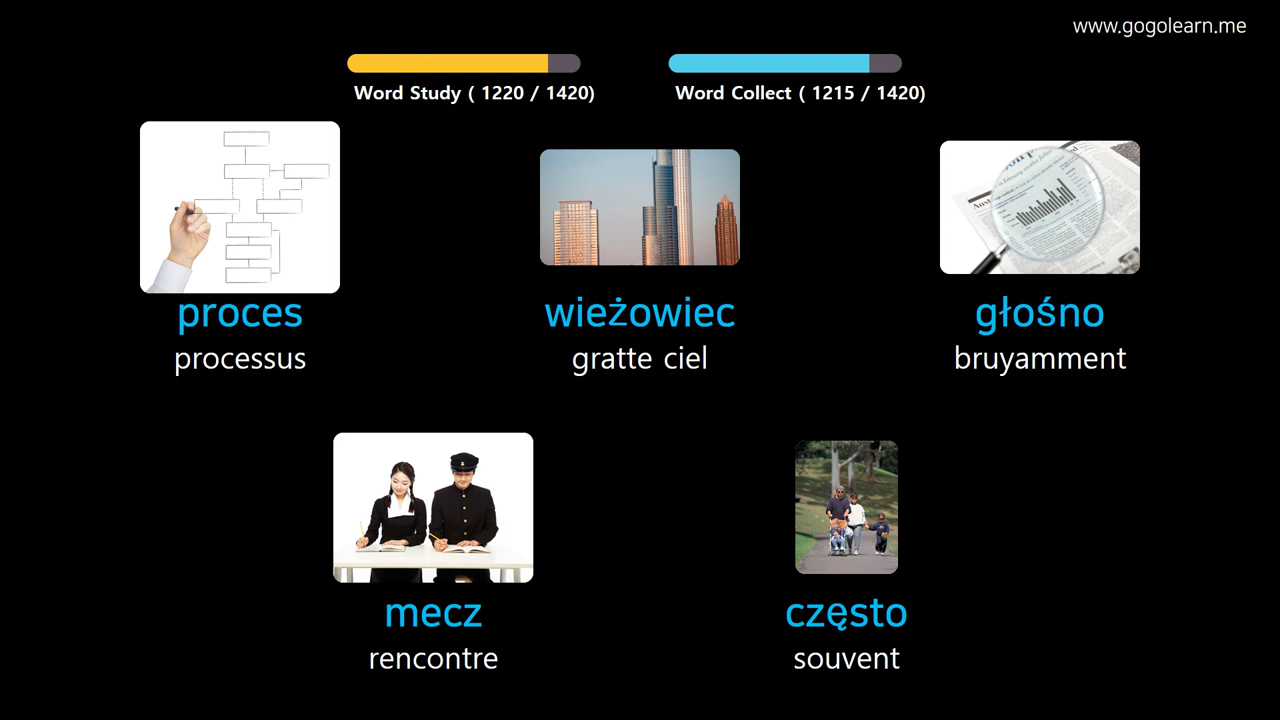 www.gogolearn.me
Word Study ( 1220 / 1420)
Word Collect ( 1215 / 1420)
proces
processus
wieżowiec
gratte ciel
głośno
bruyamment
mecz
rencontre
często
souvent